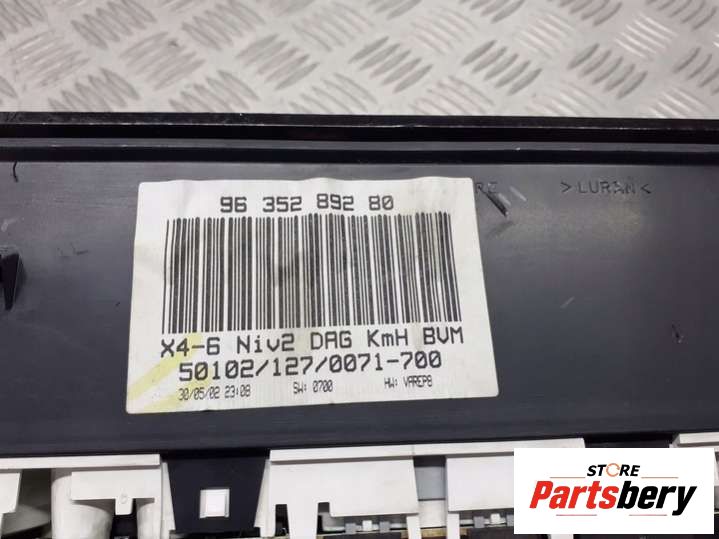 96 352 892 80
RZ >LURAN<
X4-6 Niv2 DAG KmH BVM
50102/127/0071-700
30/05/02 23:08 SW: 0700 HW: VAREP8
STORE
Partsbery